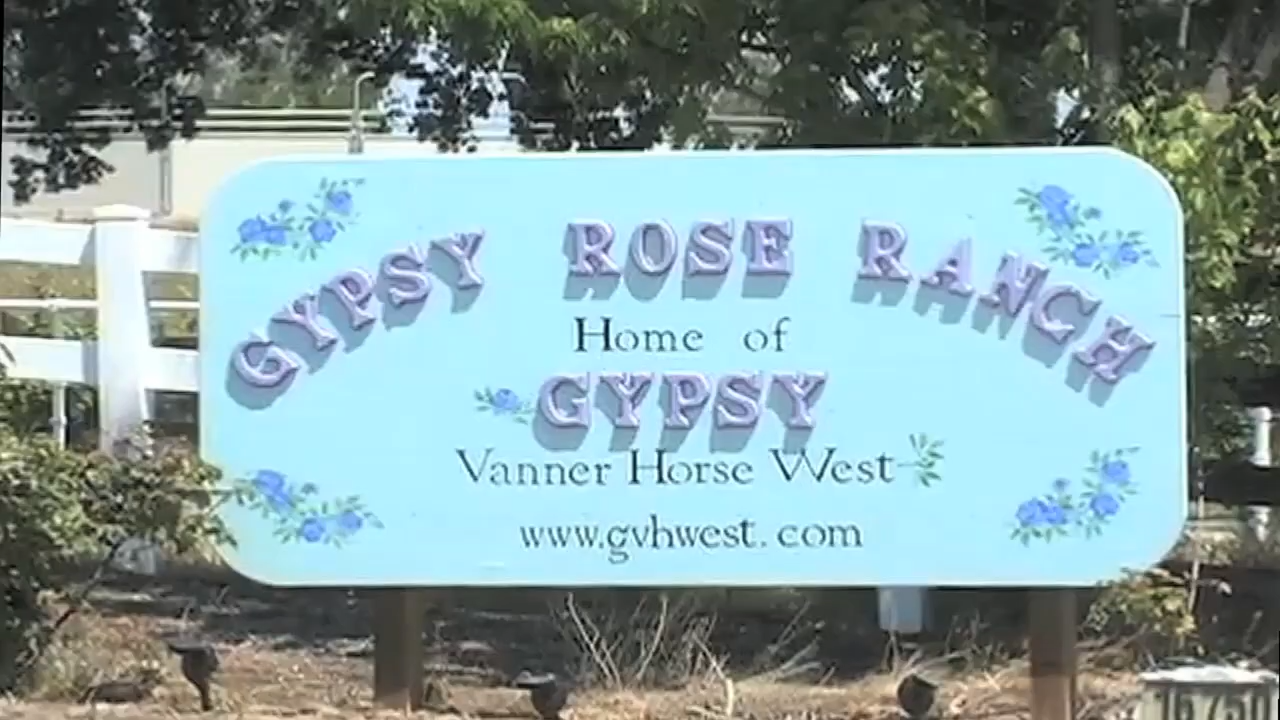 GYPSY ROSE RANCH
Home of
GYPSY
Vanner Horse West
www.gvhwest.com